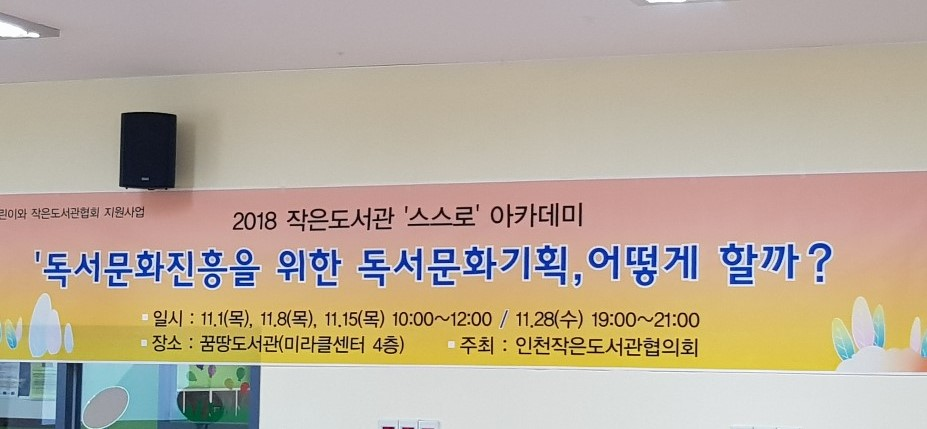 린이와 작은도서관협회 지원사업
2018 작은도서관 '스스로' 아카데미
'독서문화진흥을 위한 독서문화기획, 어떻게 할까?
일시 : 11.1(목), 11.8(목), 11.15(목) 10:00~12:00 / 11.28(수) 19:00~21:00
장소 : 꿈땅도서관(미라클센터 4층) 주최 : 인천작은도서관협의회